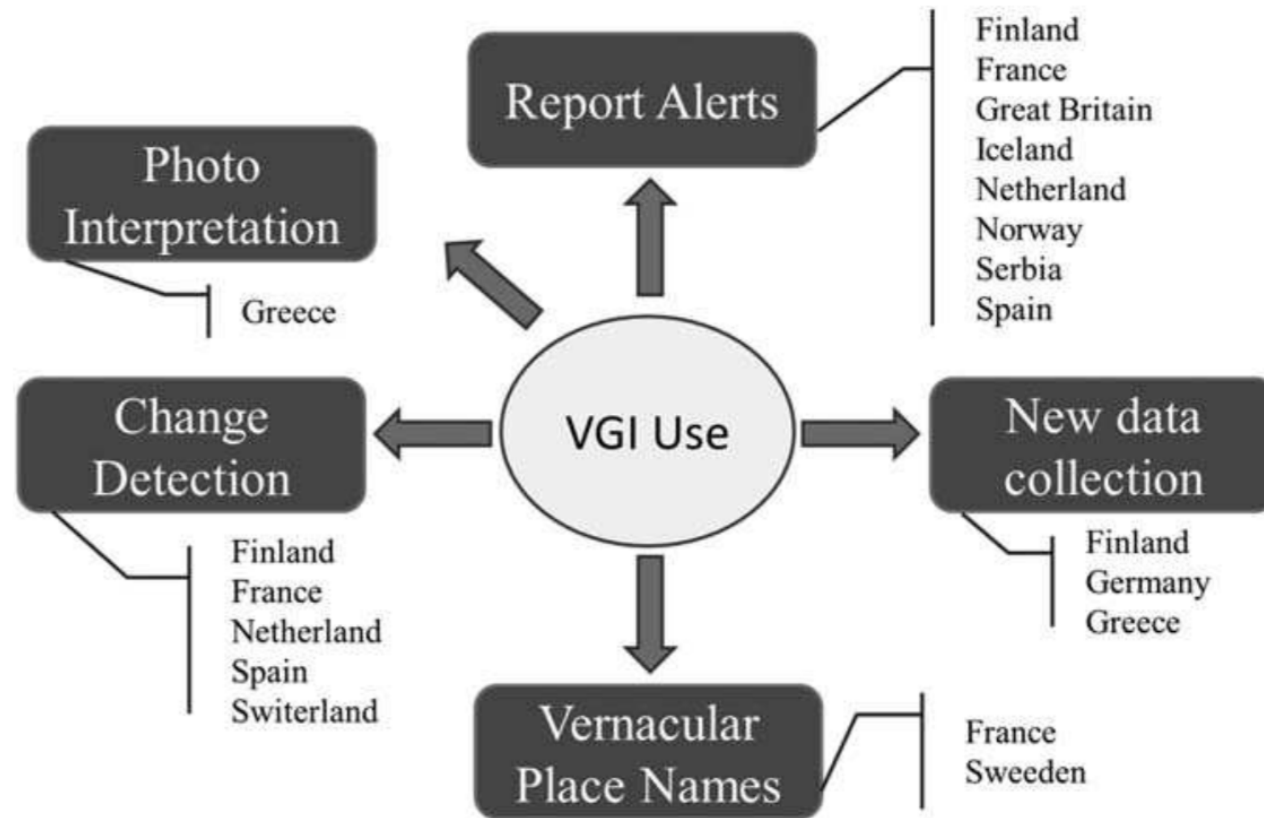 Report Alerts
Finland
France
Great Britain
Iceland
Netherland
Norway
Serbia
Spain
Photo
Interpretation
Greece
VGI Use
Change
Detection
Finland
France
Netherland
Spain
Switerland
New data
collection
Finland
Germany
Greece
Vernacular
Place Names
France
Sweeden